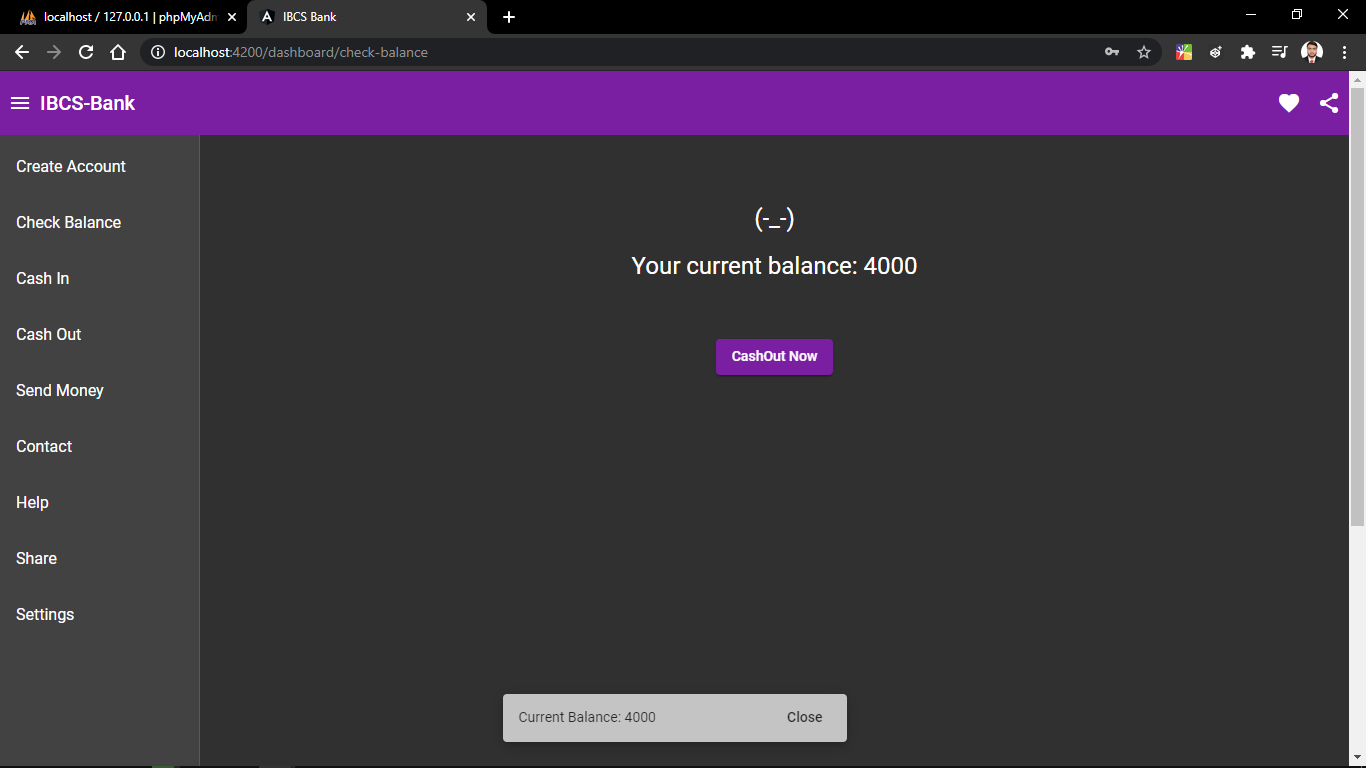 localhost / 127.0.0.1 | phpMyAdm
IBCS Bank
localhost:4200/dashboard/check-balance
IBCS-Bank
Create Account
Check Balance
Cash In
Cash Out
Send Money
Contact
Help
Share
Settings
(-_-)
Your current balance: 4000
CashOut Now
Current Balance: 4000 Close